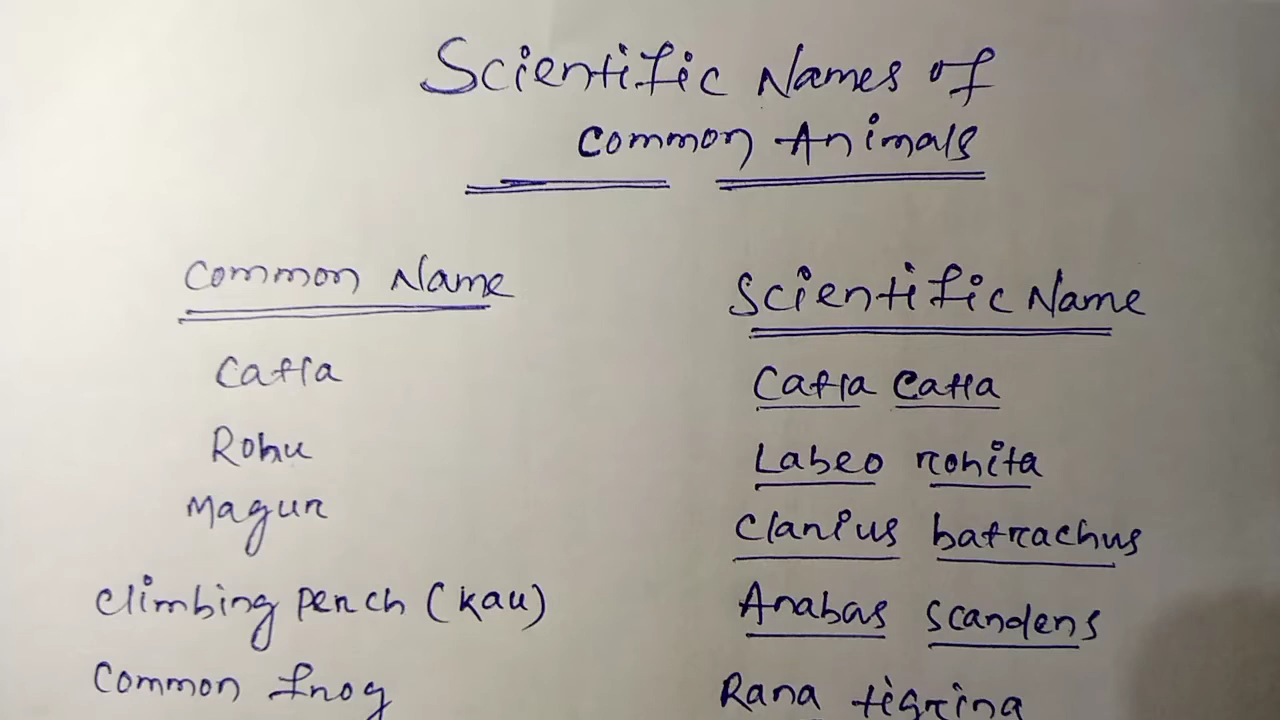 Scientific Names of
Common Animals
Common Name Scientific Name
Catla Catla Catla
Rohu Labeo rohita
Magur Clarius batrachus
Climbing perch (Kau) Anabas scandens
Common frog Rana tigrina